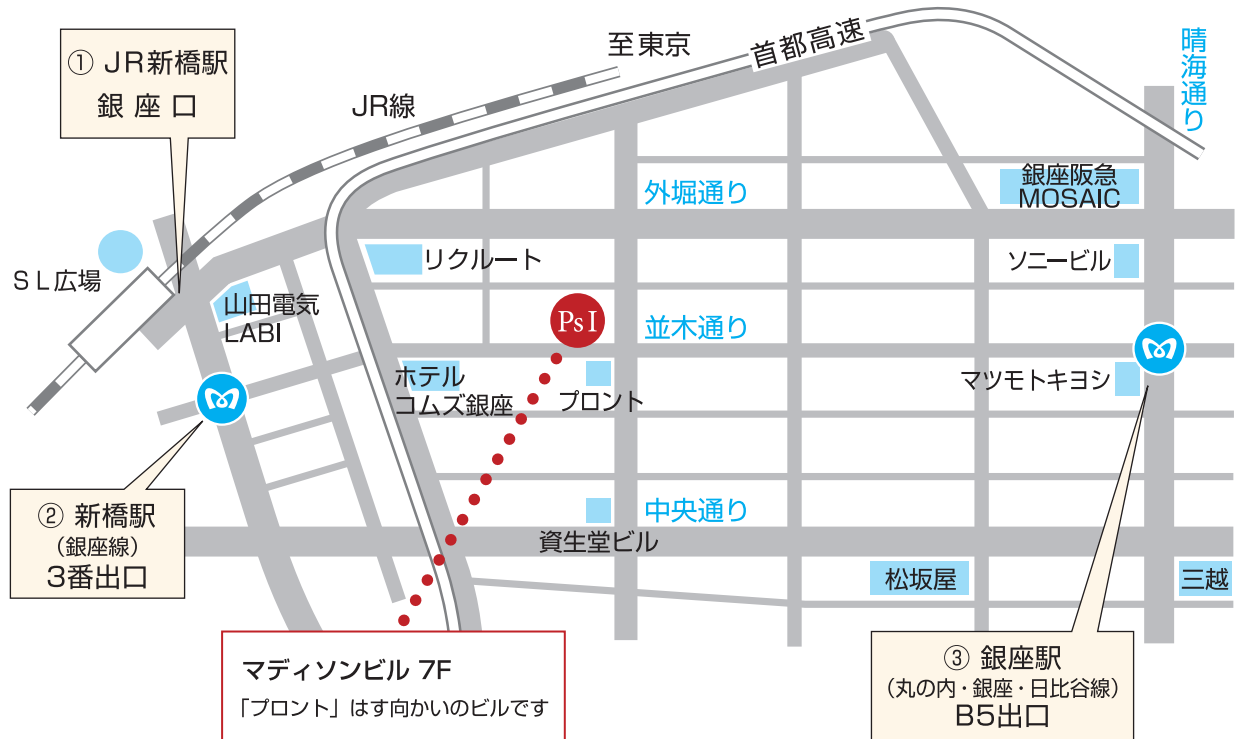 ① JR新橋駅
銀座口
至東京
首都高速
晴海通り
JR線
外堀通り
銀座阪急
MOSAIC
SL広場
リクルート
ソニービル
山田電気
LABI
PsI
並木通り
ホテル
コムズ銀座
プロント
マツモトキヨシ
② 新橋駅
(銀座線)
3番出口
中央通り
資生堂ビル
松坂屋
三越
マディソンビル 7F
「プロント」はす向かいのビルです
③ 銀座駅
(丸の内・銀座・日比谷線)
B5出口